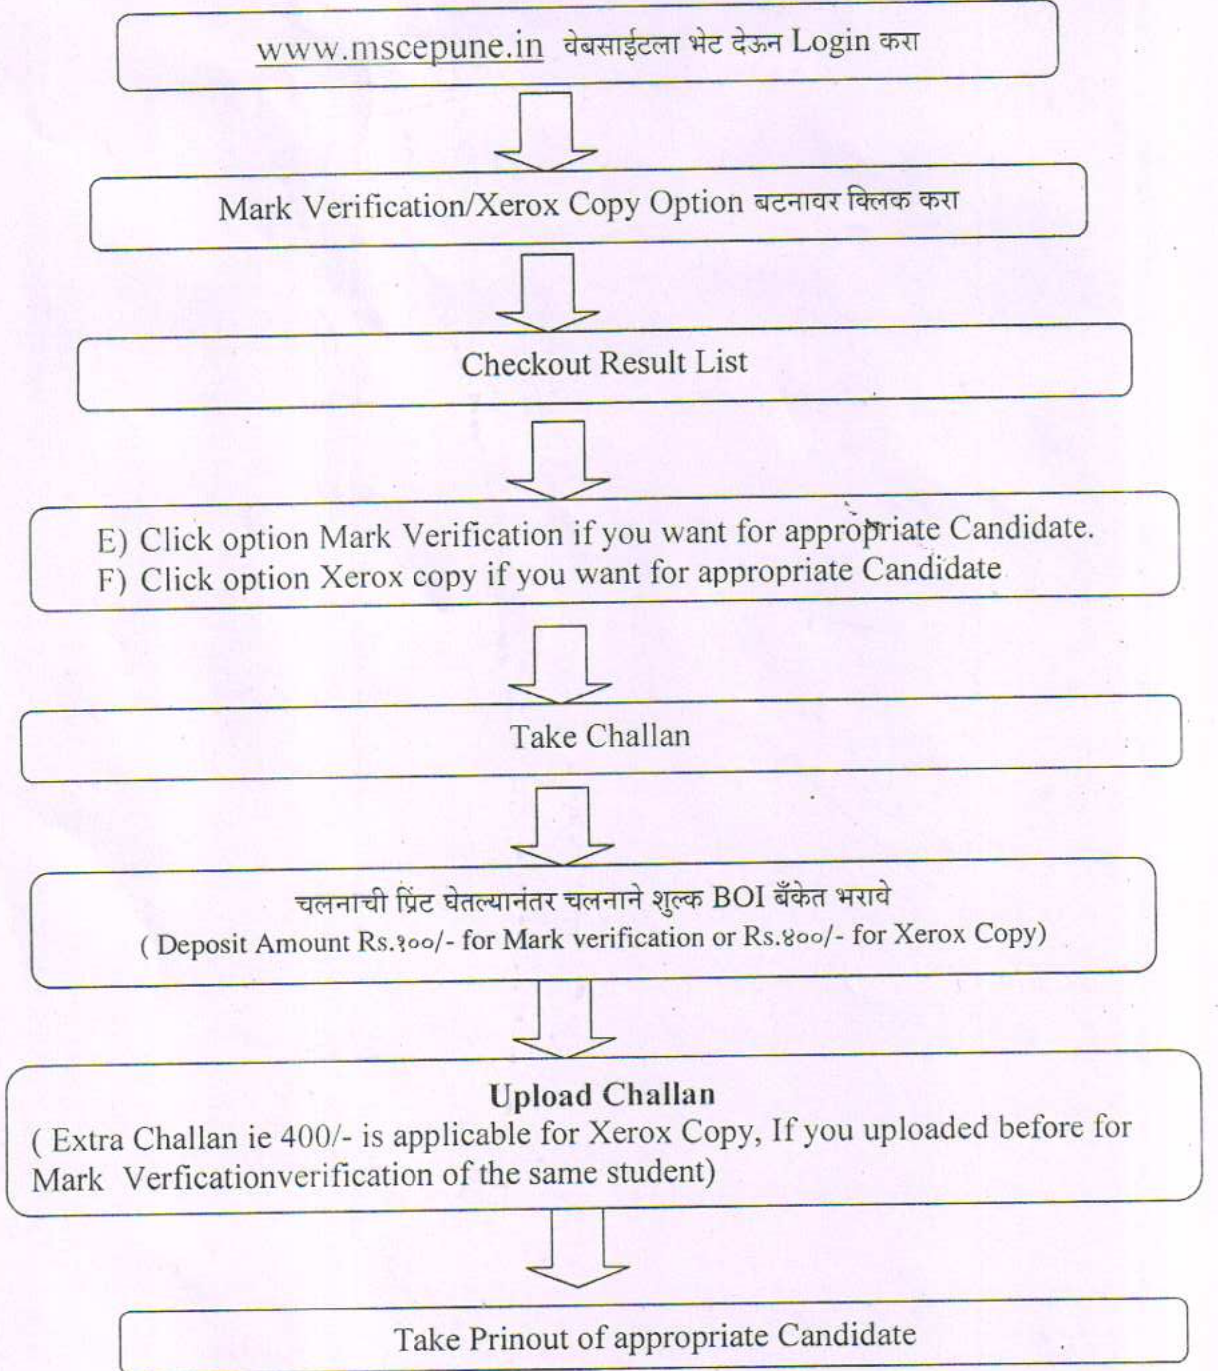 www.mscepune.in वेबसाईटला भेट देऊन Login करा
Mark Verification/Xerox Copy Option बटनावर क्लिक करा
Checkout Result List
E) Click option Mark Verification if you want for appropriate Candidate.
F) Click option Xerox copy if you want for appropriate Candidate
Take Challan
चलनाची प्रिंट घेतल्यानंतर चलनाने शुल्क BOI बँकेत भरावे
( Deposit Amount Rs.१००/- for Mark verification or Rs.४००/- for Xerox Copy)
Upload Challan
( Extra Challan ie 400/- is applicable for Xerox Copy, If you uploaded before for
Mark Verficationverification of the same student)
Take Prinout of appropriate Candidate